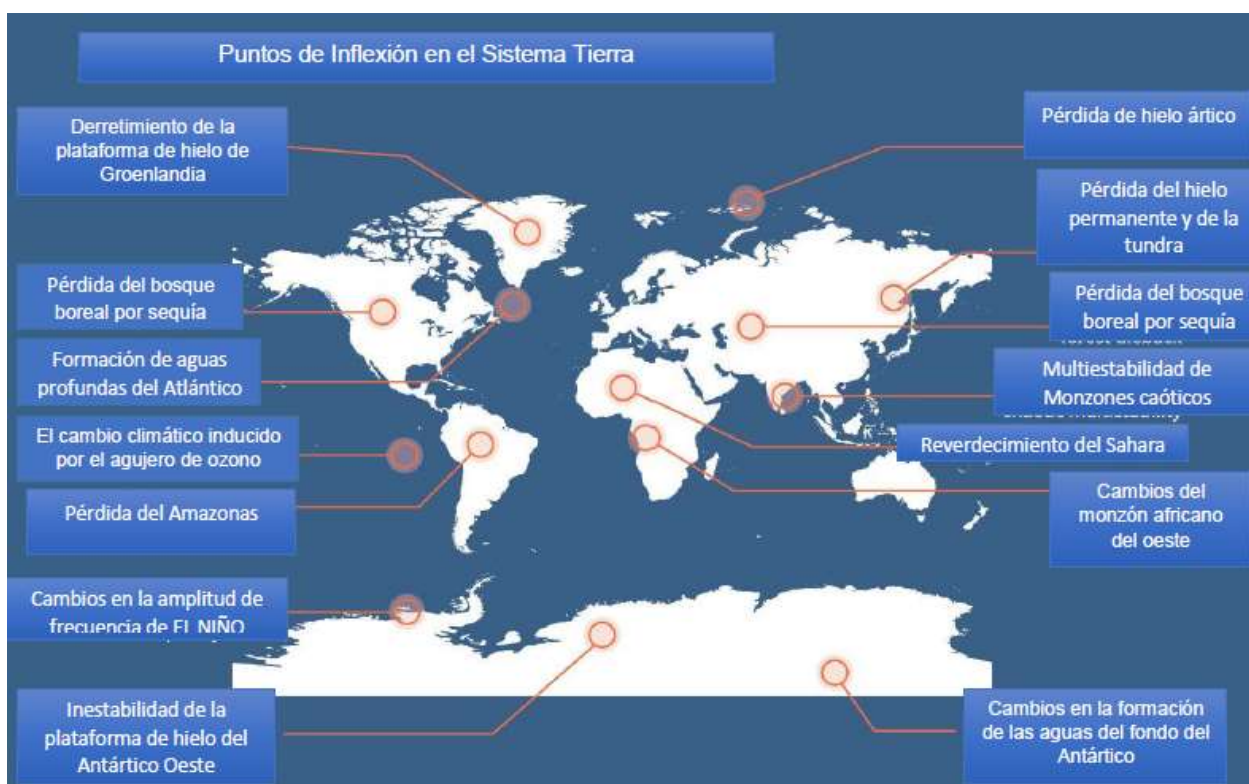 Puntos de Inflexión en el Sistema Tierra
Derretimiento de la
plataforma de hielo de
Groenlandia
Pérdida del bosque
boreal por sequía
Formación de aguas
profundas del Atlántico
El cambio climático inducido
por el agujero de ozono
Pérdida del Amazonas
Cambios en la amplitud de
frecuencia de EL NIÑO
Inestabilidad de la
plataforma de hielo del
Antártico Oeste
Pérdida de hielo ártico
Pérdida del hielo
permanente y de la
tundra
Pérdida del bosque
boreal por sequía
Multiestabilidad de
Monzones caóticos
Reverdecimiento del Sahara
Cambios del
monzón africano
del oeste
Cambios en la formación
de las aguas del fondo del
Antártico